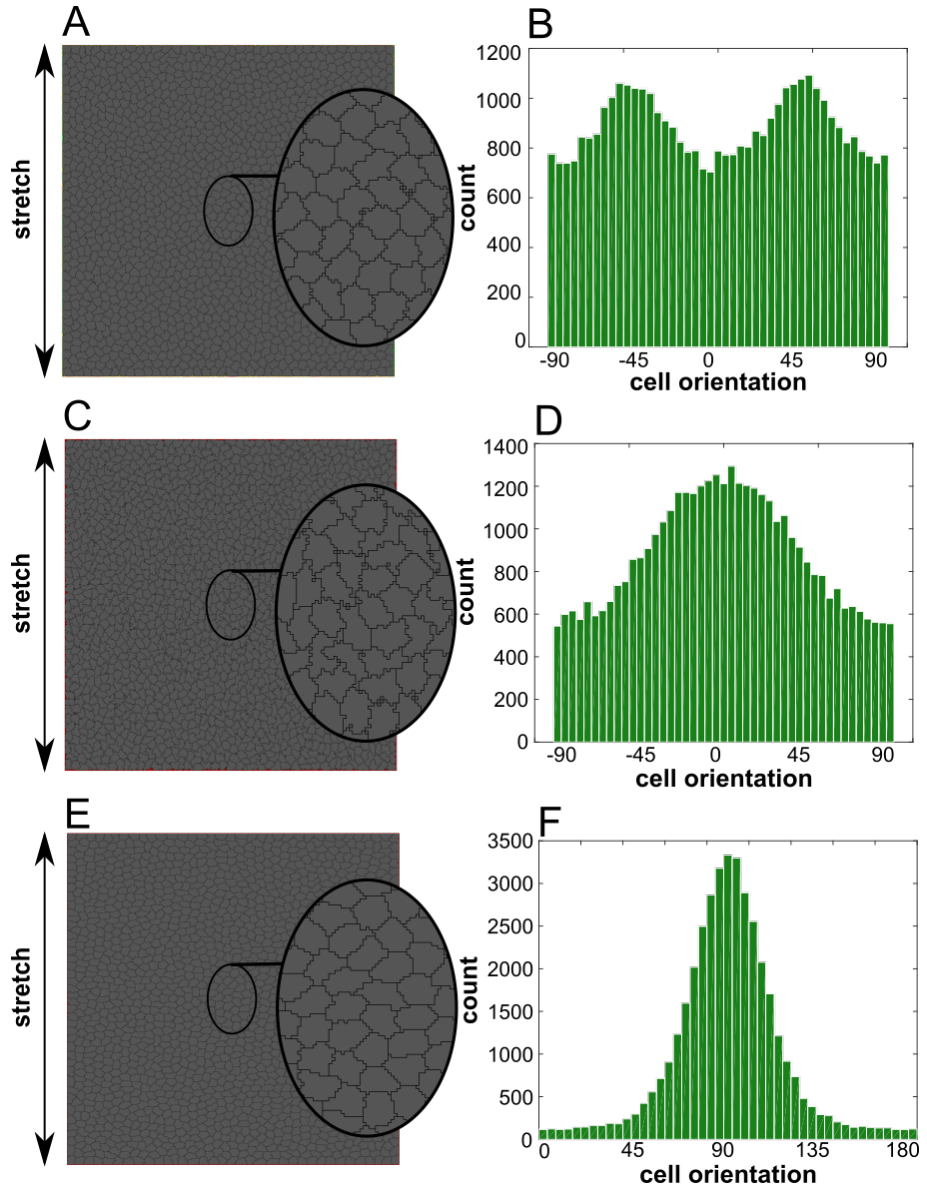 A
B
stretch
count
1200
1000
800
600
400
200
0
-90 -45 0 45 90
cell orientation
C
D
stretch
count
1400
1200
1000
800
600
400
200
0
-90 -45 0 45 90
cell orientation
E
F
stretch
count
3500
3000
2500
2000
1500
1000
500
0
0 45 90 135 180
cell orientation